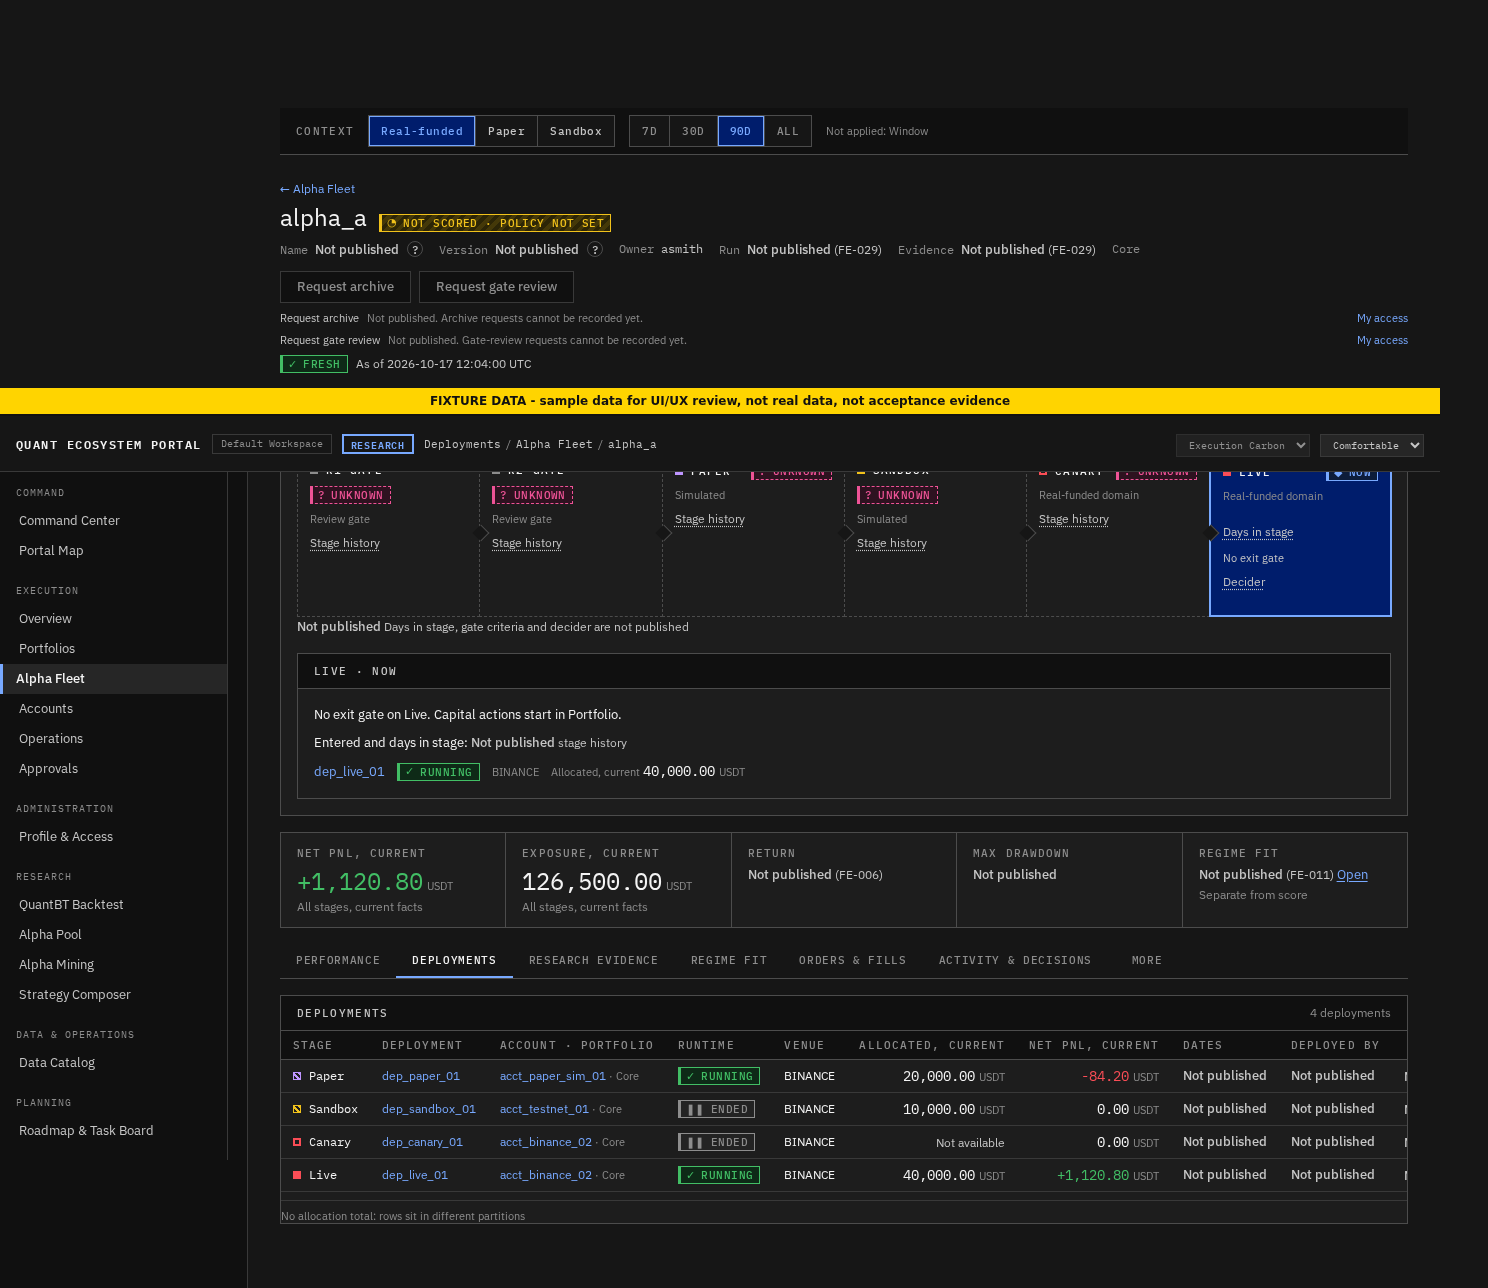 CONTEXT Real-funded Paper Sandbox 7D 30D 90D ALL Not applied: Window
← Alpha Fleet
alpha_a NOT SCORED · POLICY NOT SET
Name Not published ? Version Not published ? Owner asmith Run Not published (FE-029) Evidence Not published (FE-029) Core
Request archive Request gate review
Request archive Not published. Archive requests cannot be recorded yet. My access
Request gate review Not published. Gate-review requests cannot be recorded yet. My access
✓ FRESH As of 2026-10-17 12:04:00 UTC
FIXTURE DATA - sample data for UI/UX review, not real data, not acceptance evidence
QUANT ECOSYSTEM PORTAL Default Workspace RESEARCH Deployments / Alpha Fleet / alpha_a Execution Carbon Comfortable
COMMAND
Command Center
Portal Map
EXECUTION
Overview
Portfolios
Alpha Fleet
Accounts
Operations
Approvals
ADMINISTRATION
Profile & Access
RESEARCH
QuantBT Backtest
Alpha Pool
Alpha Mining
Strategy Composer
DATA & OPERATIONS
Data Catalog
PLANNING
Roadmap & Task Board
R1 GATE
? UNKNOWN
Review gate
Stage history
R2 GATE
? UNKNOWN
Review gate
Stage history
PAPER ? UNKNOWN
Simulated
Stage history
SANDBOX
? UNKNOWN
Simulated
Stage history
CANARY ? UNKNOWN
Real-funded domain
Stage history
LIVE ◆ NOW
Real-funded domain
Days in stage
No exit gate
Decider
Not published Days in stage, gate criteria and decider are not published
LIVE · NOW
No exit gate on Live. Capital actions start in Portfolio.
Entered and days in stage: Not published stage history
dep_live_01 ✓ RUNNING BINANCE Allocated, current 40,000.00 USDT
NET PNL, CURRENT
+1,120.80 USDT
All stages, current facts
EXPOSURE, CURRENT
126,500.00 USDT
All stages, current facts
RETURN
Not published (FE-006)
MAX DRAWDOWN
Not published
REGIME FIT
Not published (FE-011) Open
Separate from score
PERFORMANCE DEPLOYMENTS RESEARCH EVIDENCE REGIME FIT ORDERS & FILLS ACTIVITY & DECISIONS MORE
DEPLOYMENTS 4 deployments
STAGE DEPLOYMENT ACCOUNT · PORTFOLIO RUNTIME VENUE ALLOCATED, CURRENT NET PNL, CURRENT DATES DEPLOYED BY
Paper dep_paper_01 acct_paper_sim_01 · Core ✓ RUNNING BINANCE 20,000.00 USDT -84.20 USDT Not published Not published
Sandbox dep_sandbox_01 acct_testnet_01 · Core ❚❚ ENDED BINANCE 10,000.00 USDT 0.00 USDT Not published Not published
Canary dep_canary_01 acct_binance_02 · Core ❚❚ ENDED BINANCE Not available 0.00 USDT Not published Not published
Live dep_live_01 acct_binance_02 · Core ✓ RUNNING BINANCE 40,000.00 USDT +1,120.80 USDT Not published Not published
No allocation total: rows sit in different partitions